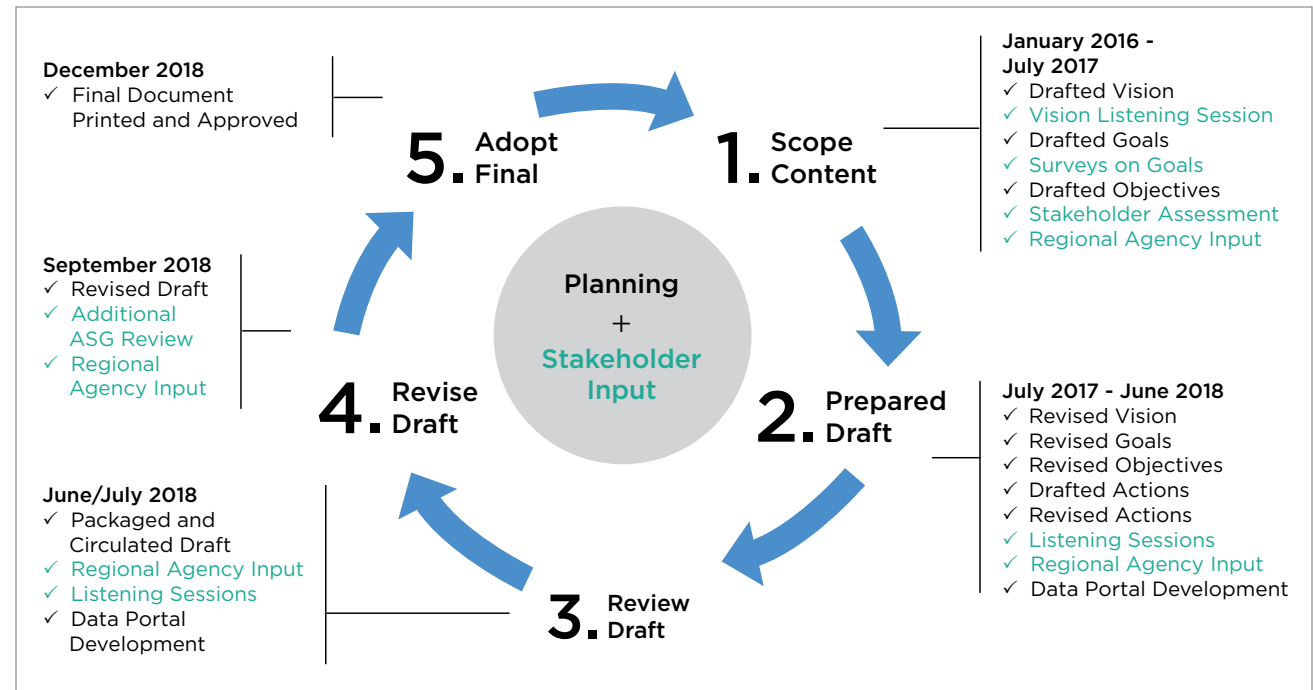 January 2016 -
July 2017
✓ Drafted Vision
✓ Vision Listening Session
✓ Drafted Goals
✓ Surveys on Goals
✓ Drafted Objectives
✓ Stakeholder Assessment
✓ Regional Agency Input
1. Scope
Content
July 2017 - June 2018
✓ Revised Vision
✓ Revised Goals
✓ Revised Objectives
✓ Drafted Actions
✓ Revised Actions
✓ Listening Sessions
✓ Regional Agency Input
✓ Data Portal Development
2. Prepared
Draft
June/July 2018
✓ Packaged and
Circulated Draft
✓ Regional Agency Input
✓ Listening Sessions
✓ Data Portal
Development
3. Review
Draft
September 2018
✓ Revised Draft
✓ Additional
ASG Review
✓ Regional
Agency Input
4. Revise
Draft
December 2018
✓ Final Document
Printed and Approved
5. Adopt
Final
Planning
+
Stakeholder
Input